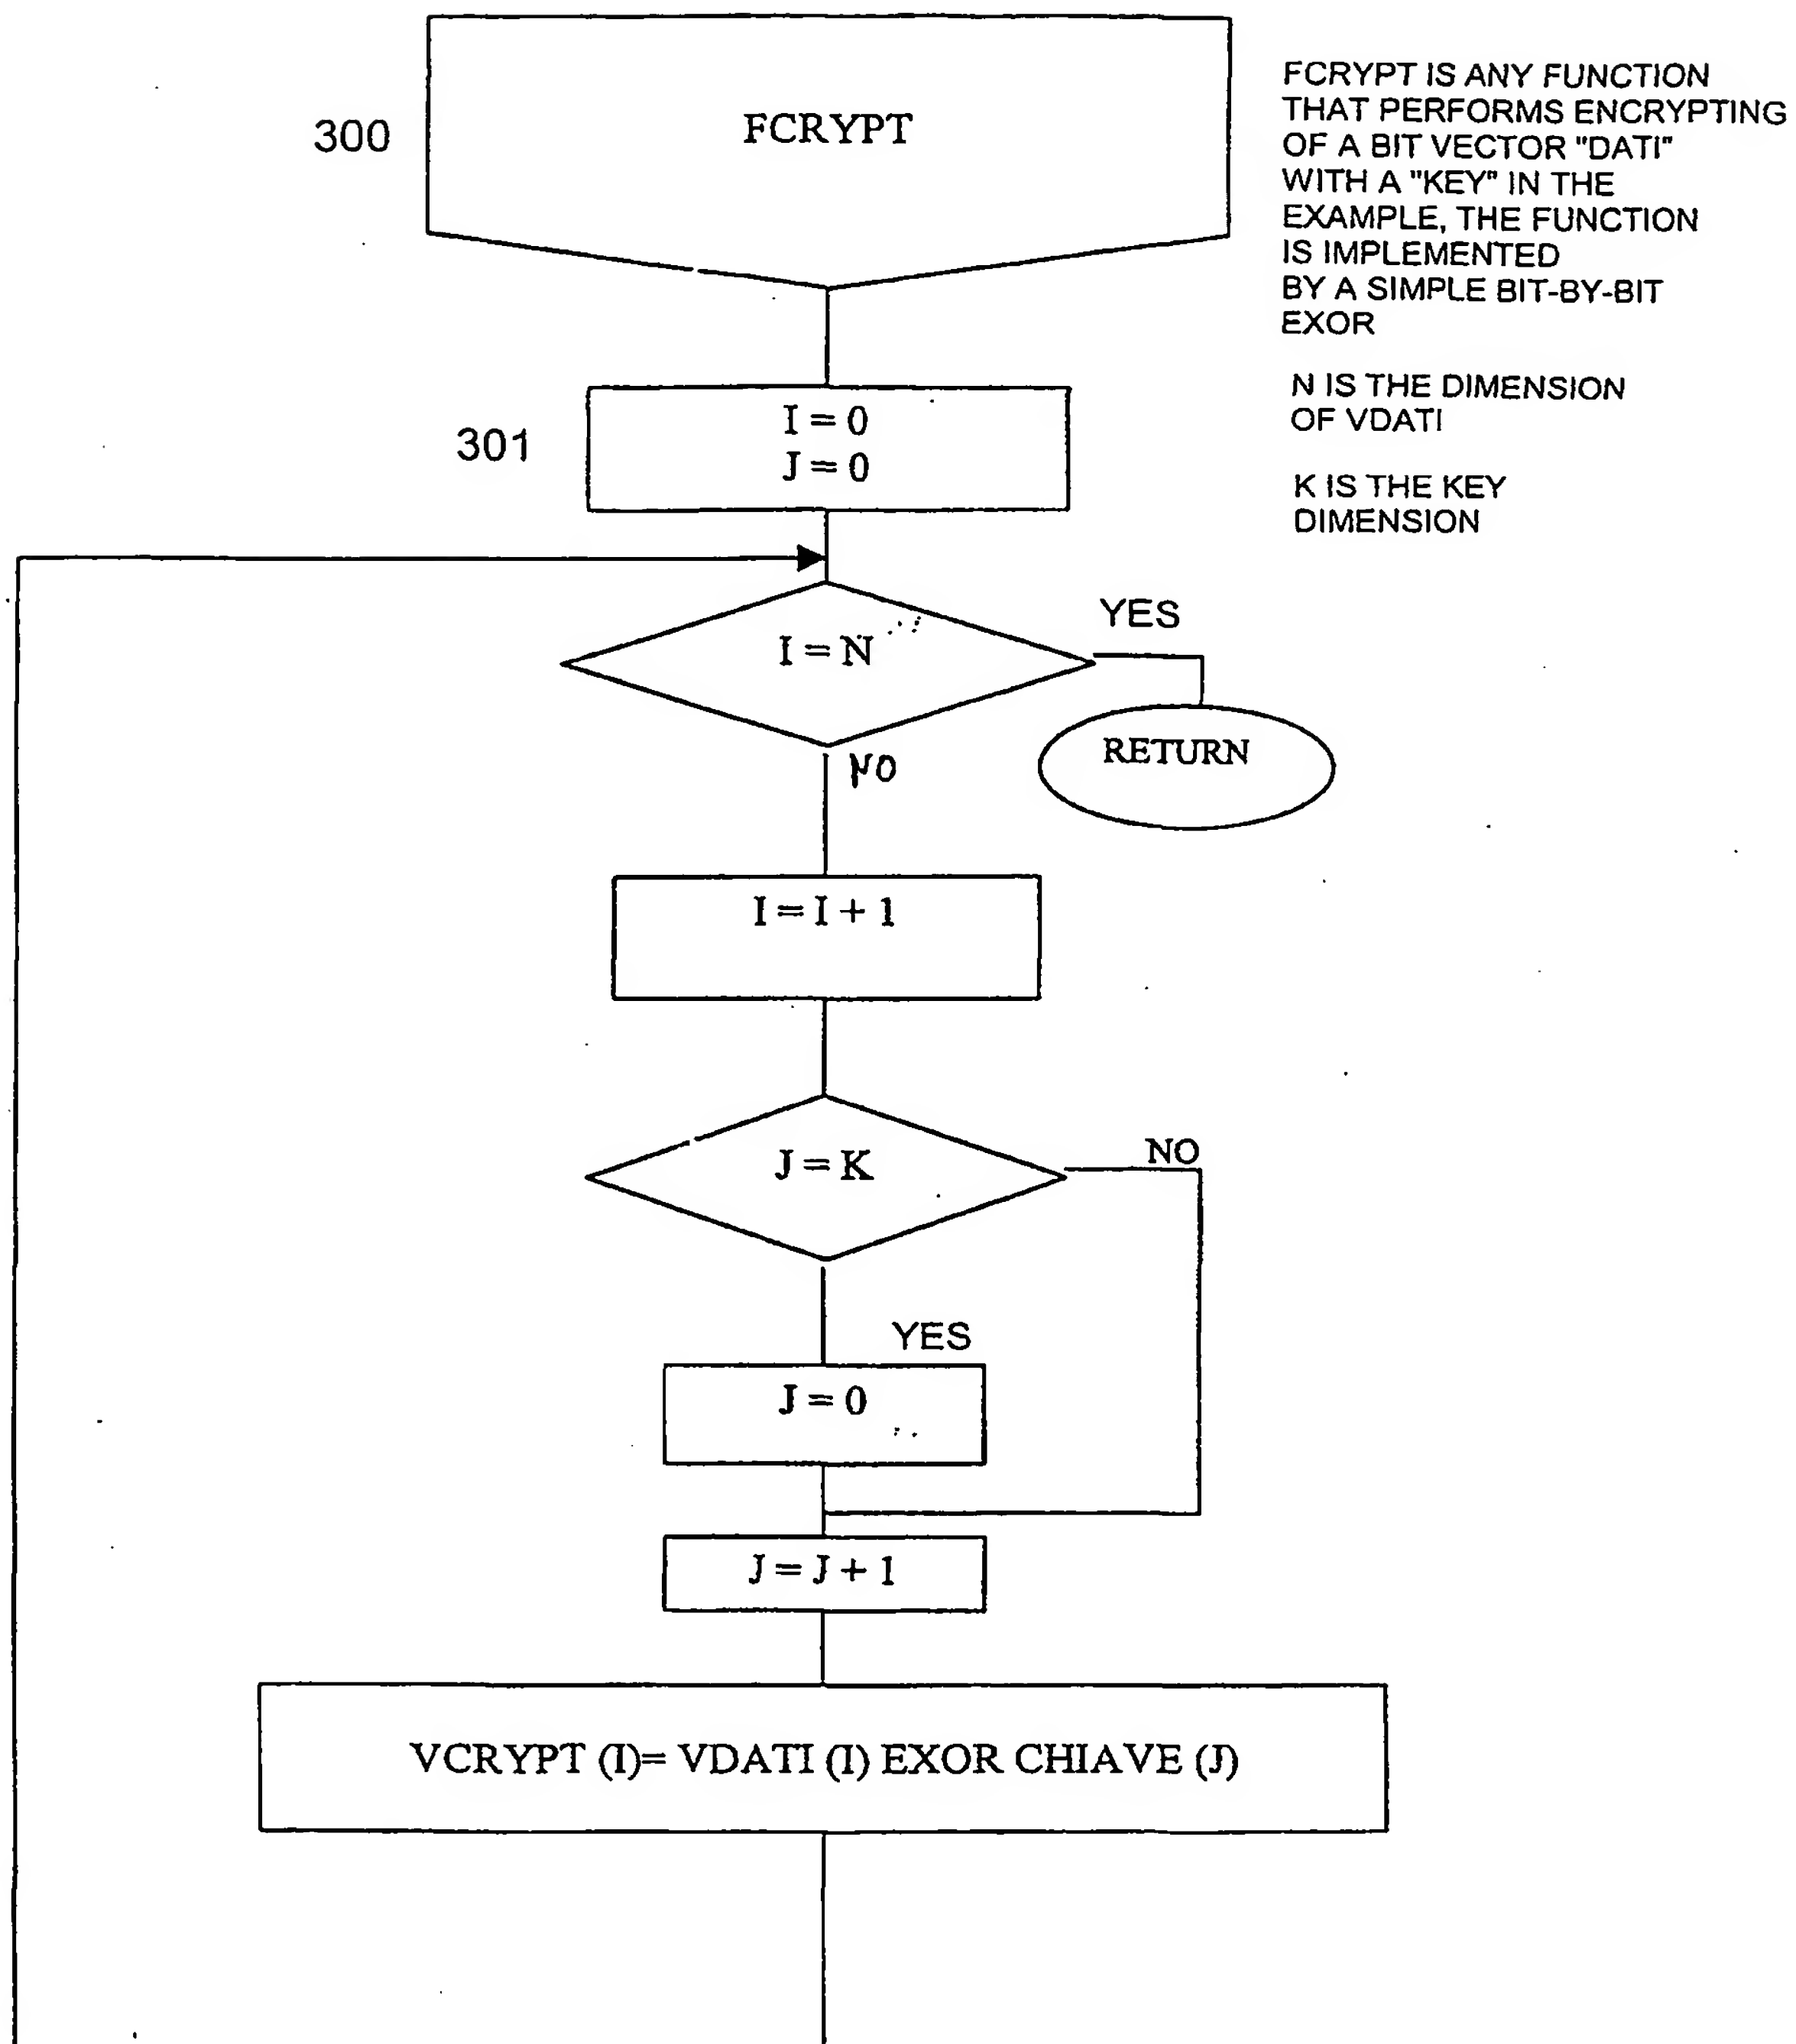 300
FCRYPT
FCRYPT IS ANY FUNCTION
THAT PERFORMS ENCRYPTING
OF A BIT VECTOR "DATI"
WITH A "KEY" IN THE
EXAMPLE, THE FUNCTION
IS IMPLEMENTED
BY A SIMPLE BIT-BY-BIT
EXOR
N IS THE DIMENSION
OF VDATI
K IS THE KEY
DIMENSION
301
I = 0
J = 0
I = N
YES
RETURN
NO
I = I + 1
J = K
NO
YES
J = 0
J = J + 1
VCRYPT (I)= VDATI (I) EXOR CHIAVE (J)